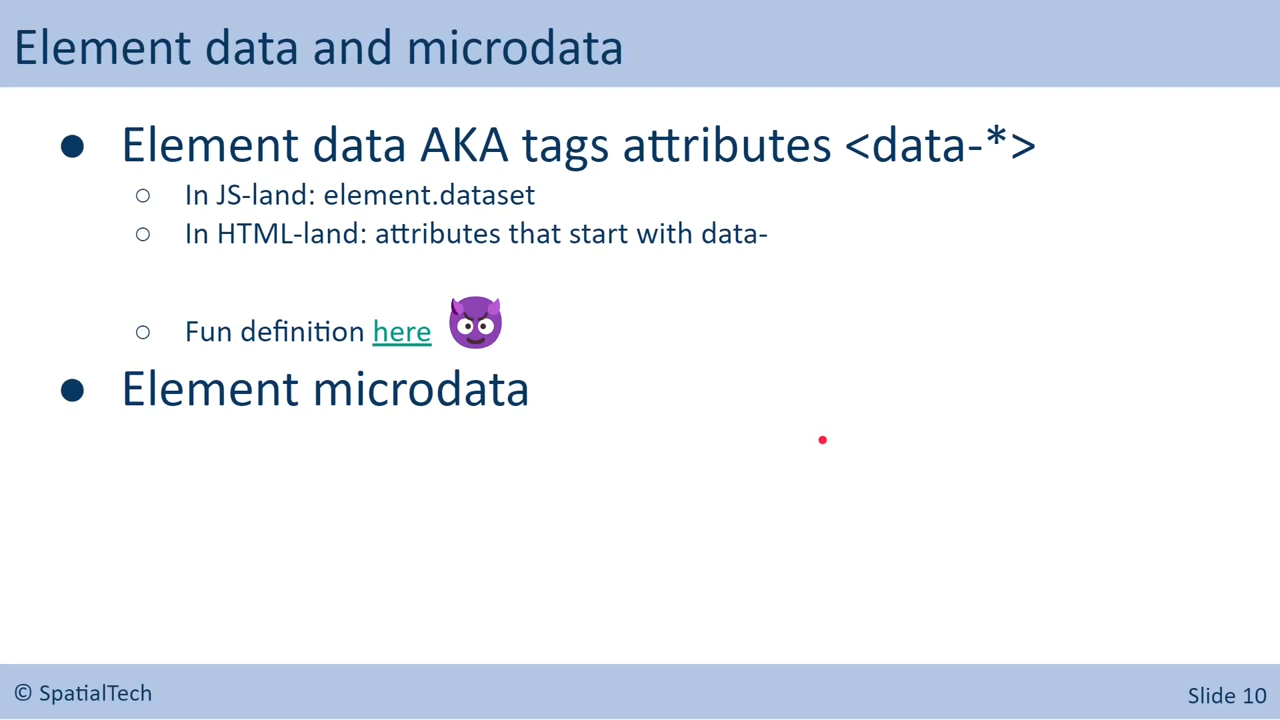 Element data and microdata
● Element data AKA tags attributes <data-*>
○ In JS-land: element.dataset
○ In HTML-land: attributes that start with data-
○ Fun definition here
● Element microdata
© SpatialTech
Slide 10